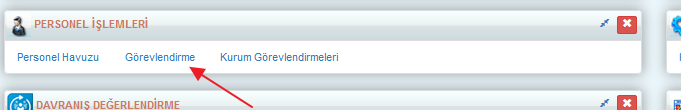 PERSONEL İŞLEMLERİ
Personel Havuzu Görevlendirme Kurum Görevlendirmeleri
DAVRANIŞ DEĞERLENDİRME